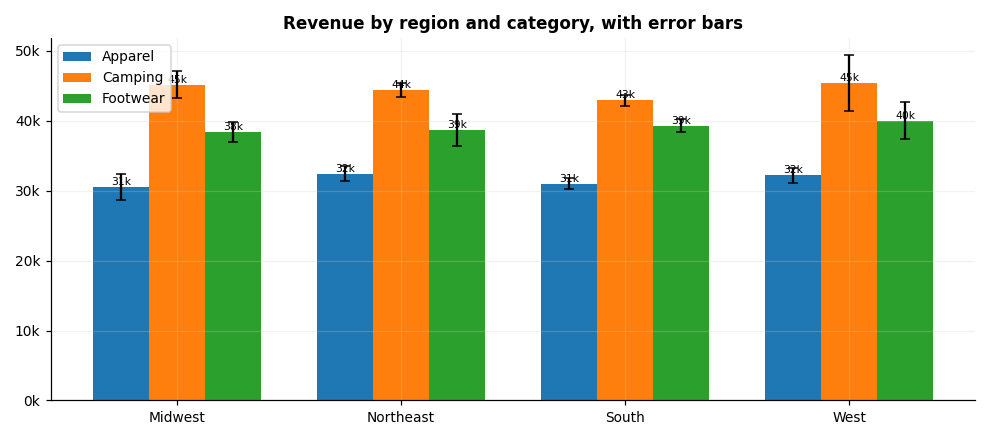 Revenue by region and category, with error bars
50k
40k
30k
20k
10k
0k
Apparel
Camping
Footwear
31k
45k
38k
32k
44k
39k
31k
43k
39k
32k
45k
40k
Midwest
Northeast
South
West